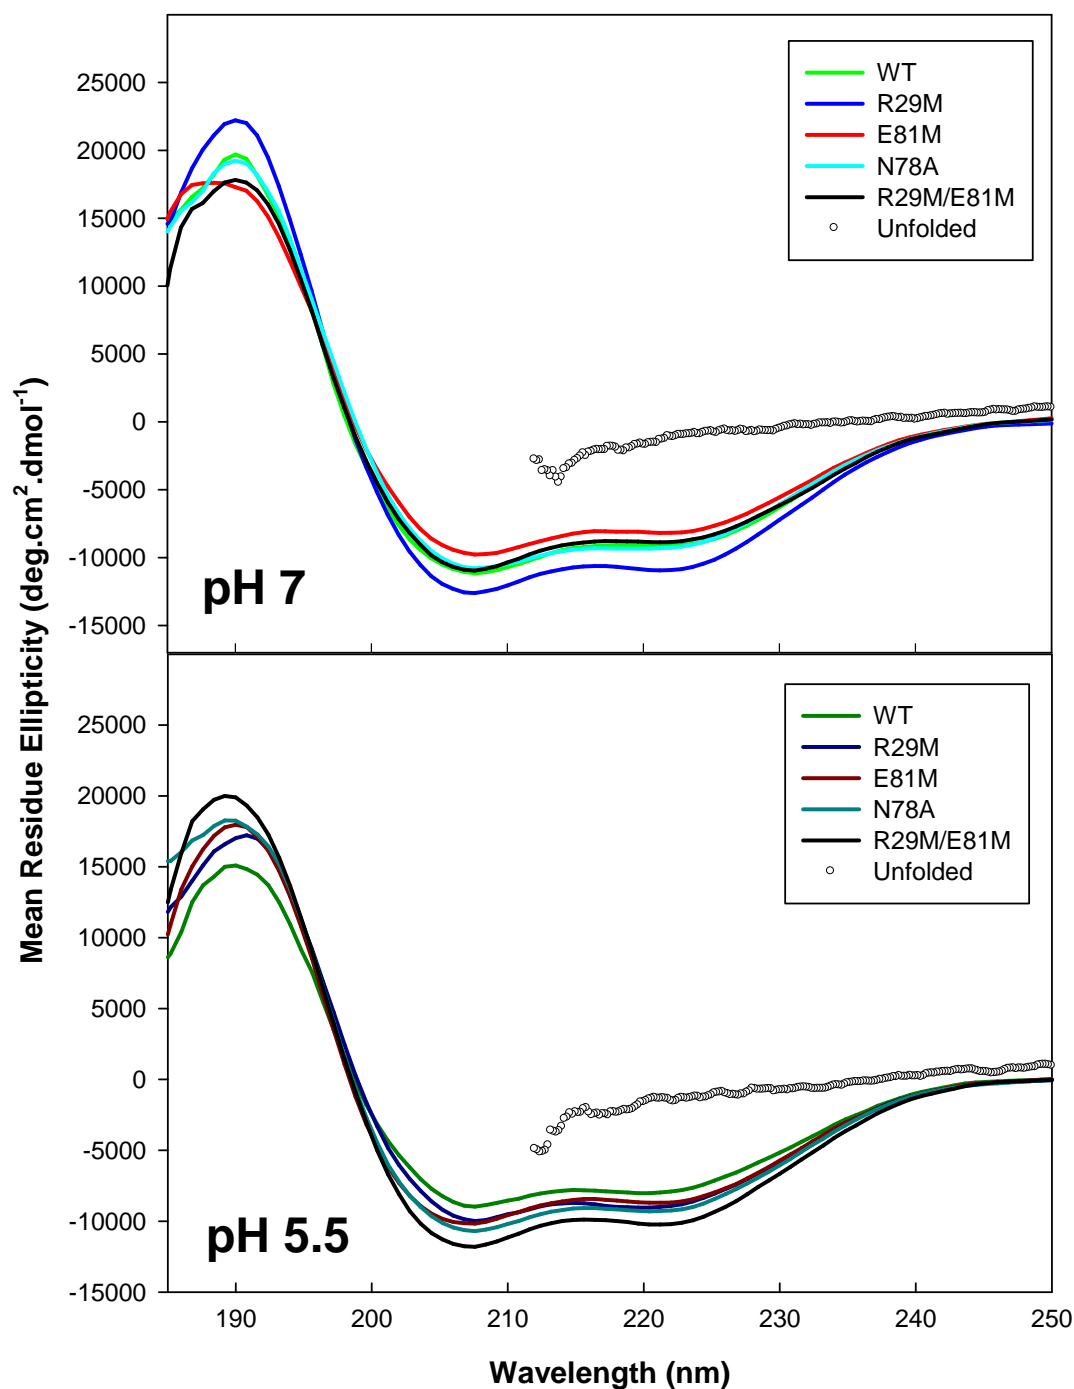 Mean Residue Ellipticity (deg.cm².dmol⁻¹)
25000
20000
15000
10000
5000
0
-5000
-10000
-15000
WT
R29M
E81M
N78A
R29M/E81M
Unfolded
pH 7
25000
20000
15000
10000
5000
0
-5000
-10000
-15000
WT
R29M
E81M
N78A
R29M/E81M
Unfolded
pH 5.5
190 200 210 220 230 240 250
Wavelength (nm)